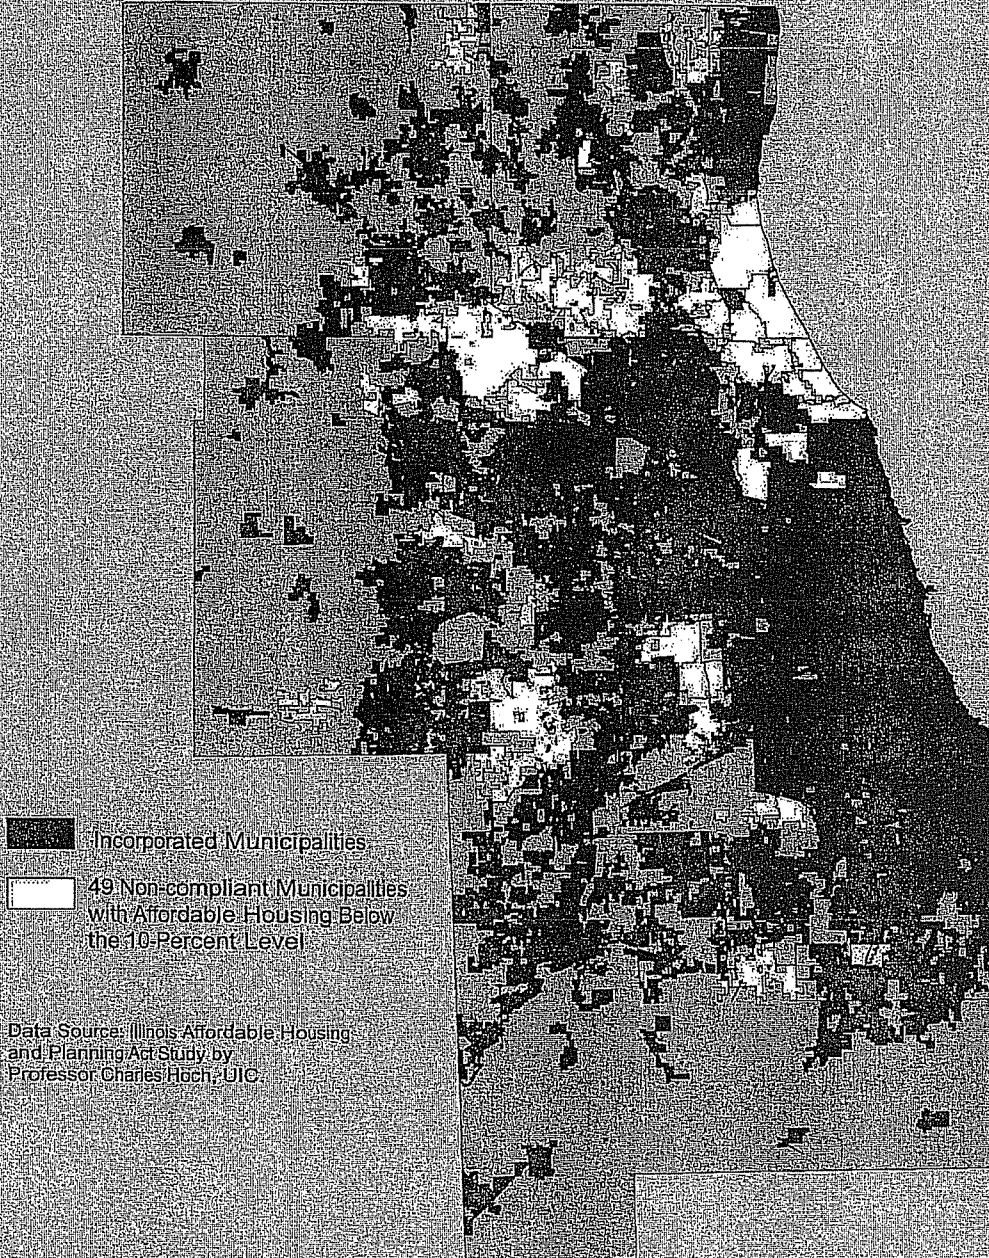 Incorporated Municipalities
49 Non-compliant Municipalities
with Affordable Housing Below
the 10-Percent Level
Data Source: Illinois Affordable Housing
and Planning Act Study by
Professor Charles Hoch, UIC.